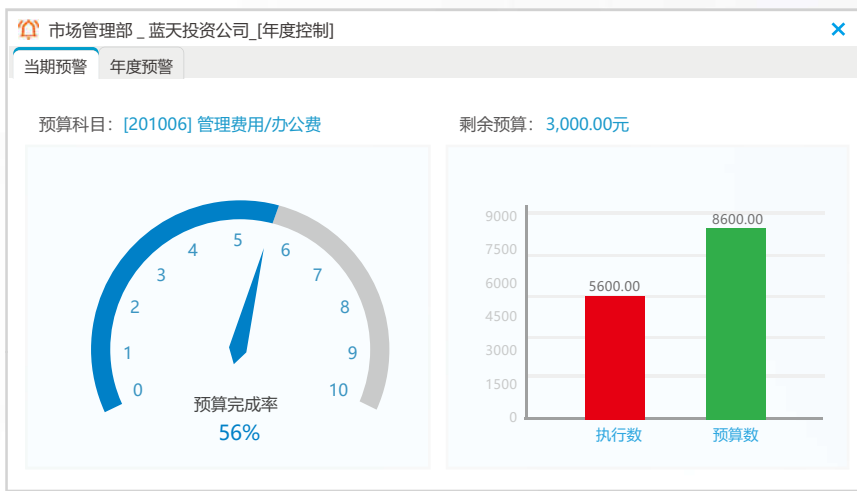 市场管理部 _ 蓝天投资公司_[年度控制]
当期预警 年度预警
预算科目： [201006] 管理费用/办公费
剩余预算： 3,000.00元
0 1 2 3 4 5 6 7 8 9 10
预算完成率
56%
9000
7500
6000
4500
3000
1500
0
5600.00
8600.00
执行数 预算数